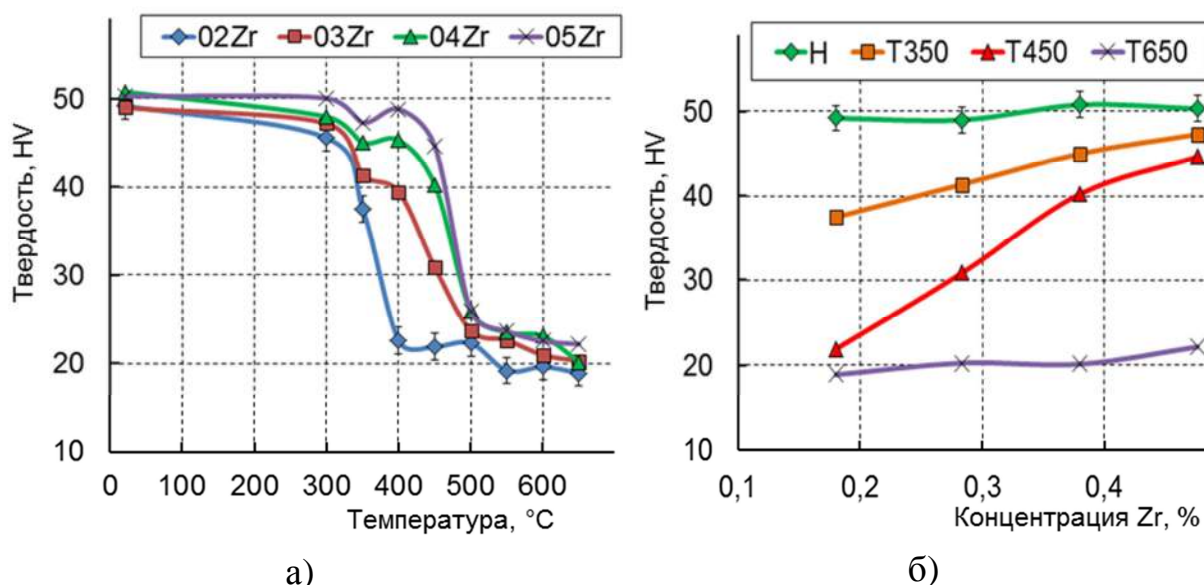 02Zr 03Zr 04Zr 05Zr
Твердость, HV
50
40
30
20
10
0 100 200 300 400 500 600
Температура, °C
а)
H T350 T450 T650
Твердость, HV
50
40
30
20
10
0,1 0,2 0,3 0,4
Концентрация Zr, %
б)